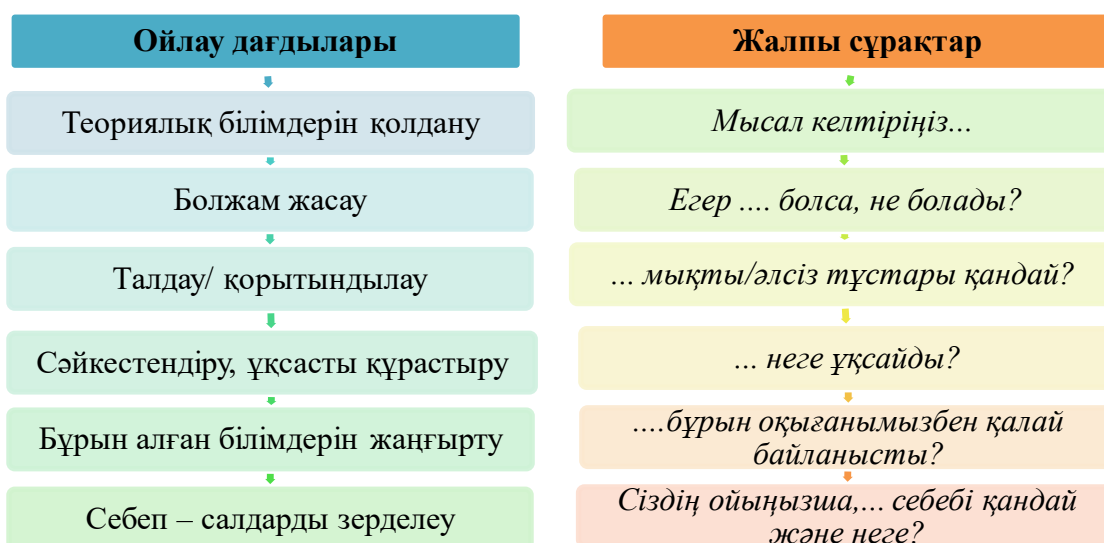 Ойлау дағдылары
Теориялық білімдерін қолдану
Болжам жасау
Талдау/ қорытындылау
Сәйкестендіру, ұқсасты құрастыру
Бұрын алған білімдерін жаңғырту
Себеп – салдарды зерделеу
Жалпы сұрақтар
Мысал келтіріңіз...
Егер .... болса, не болады?
... мықты/әлсіз тұстары қандай?
... неге ұқсайды?
....бұрын оқығанымызбен қалай
байланысты?
Сіздің ойыңызша,... себебі қандай
және неге?